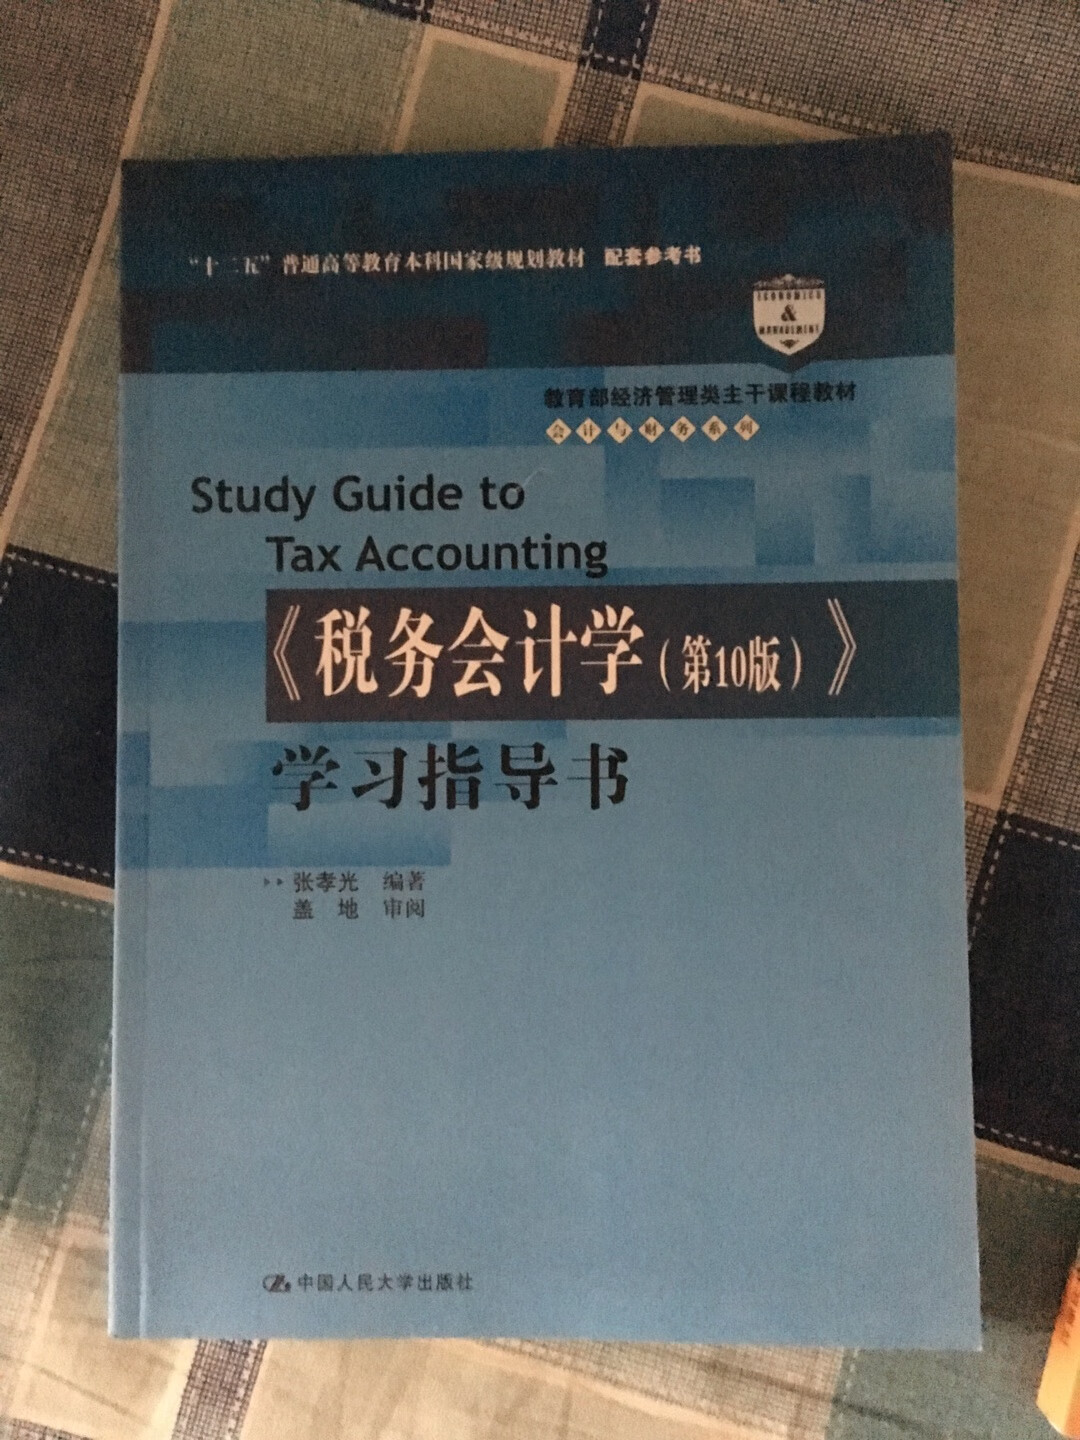 “十二五”普通高等教育本科国家级规划教材 配套参考书
ECONOMICS
&
MANAGEMENT
教育部经济管理类主干课程教材
会计与财务系列
Study Guide to
Tax Accounting
《税务会计学（第10版）》
学习指导书
张孝光 编著
盖 地 审阅
中国人民大学出版社